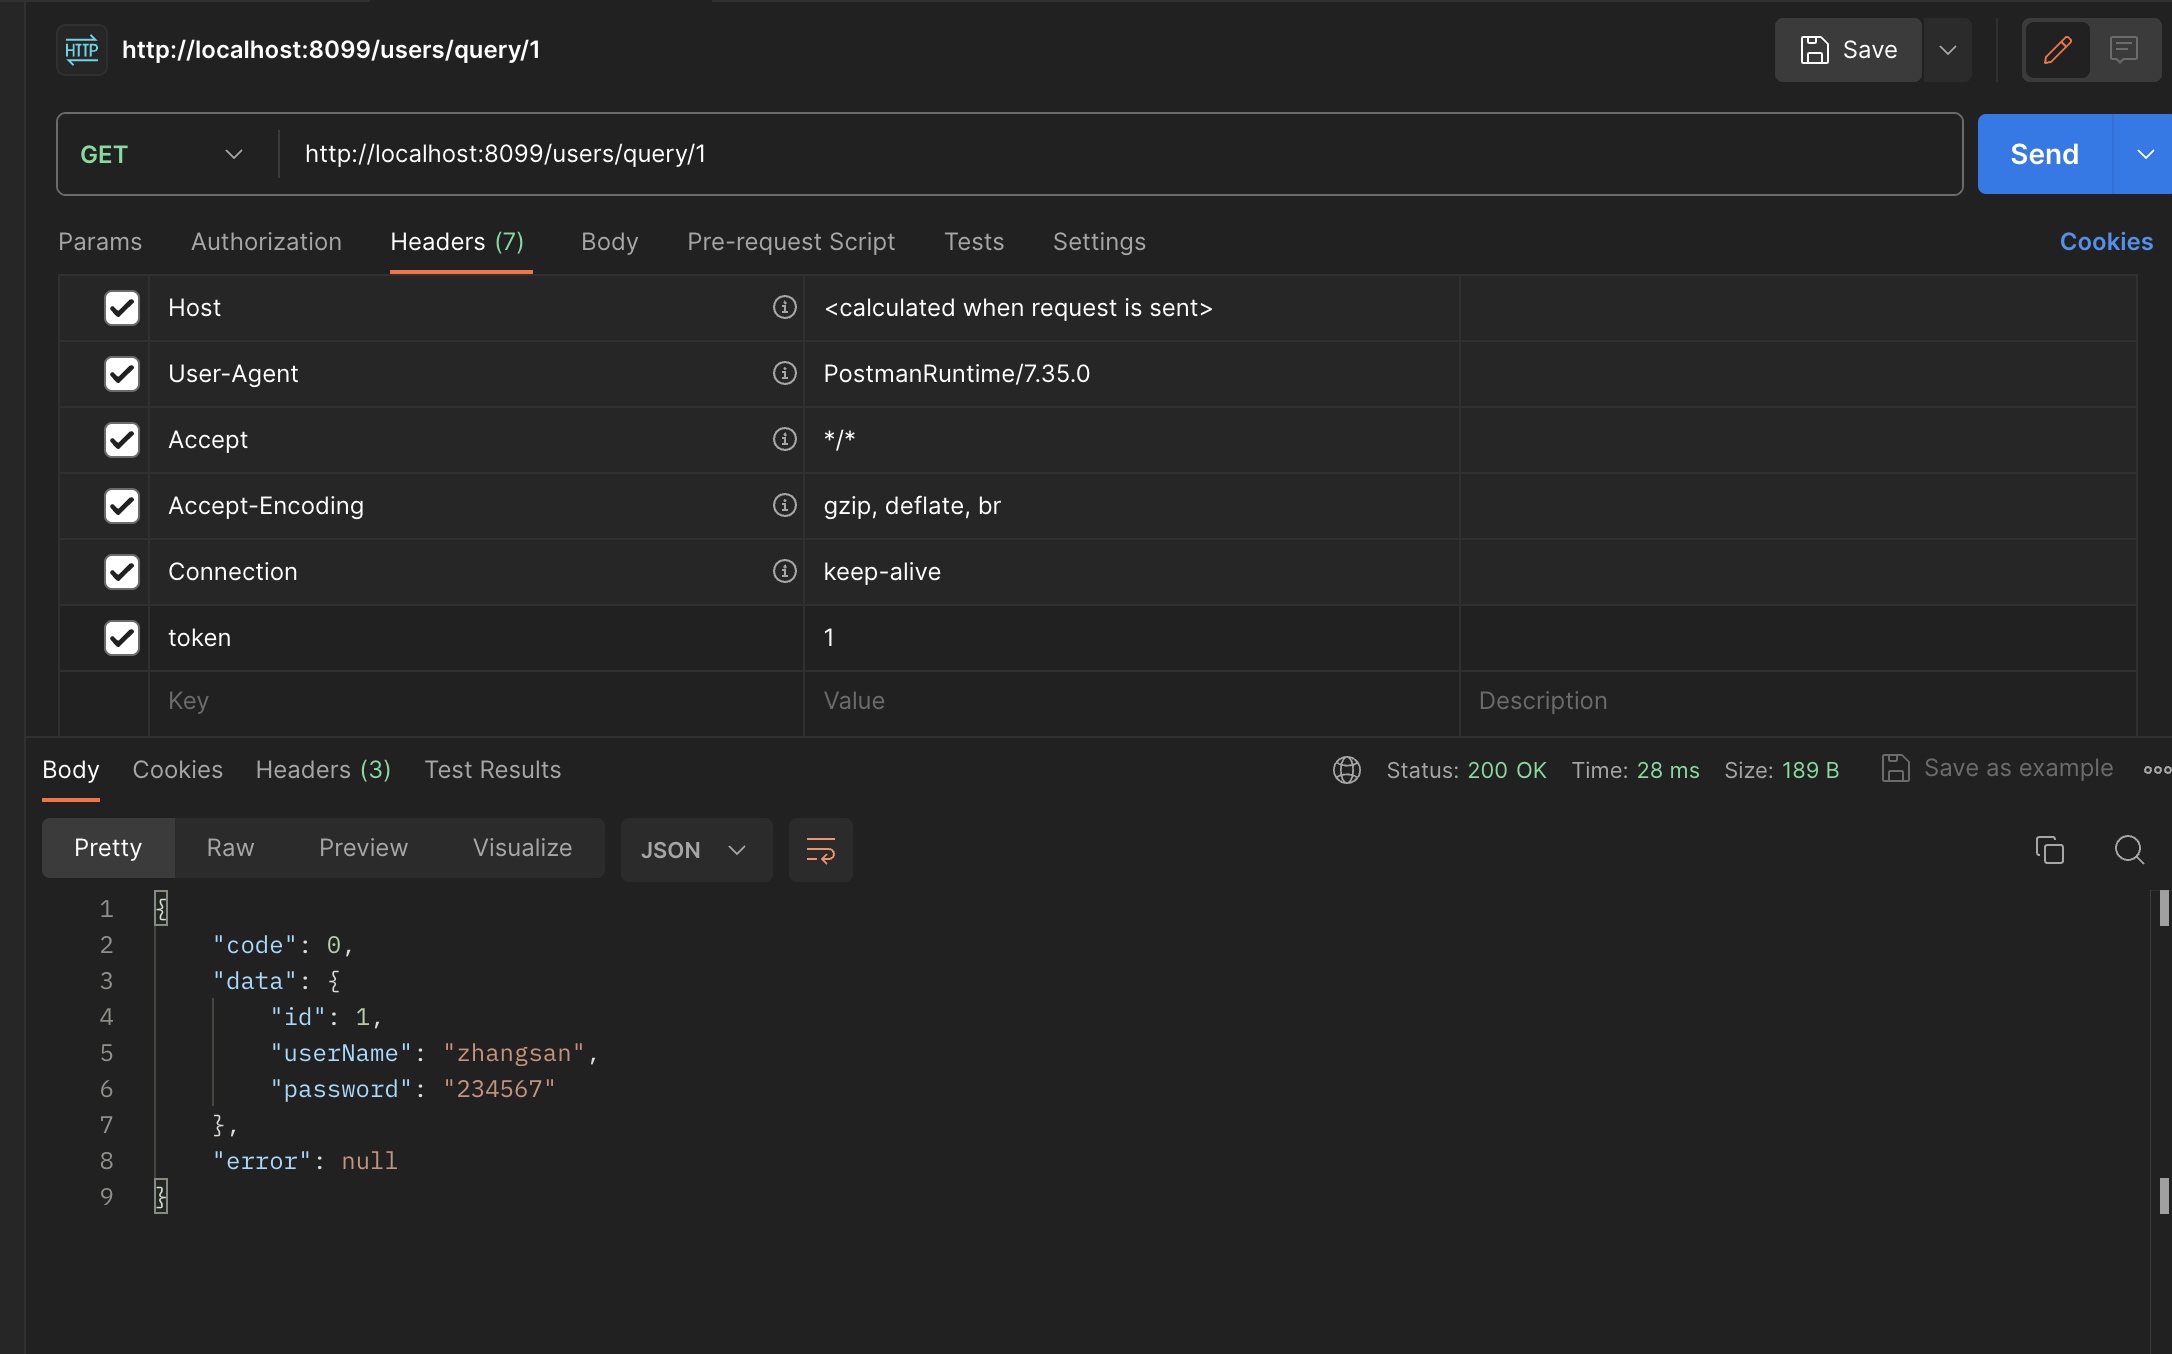 HTTP http://localhost:8099/users/query/1 Save
GET http://localhost:8099/users/query/1 Send
Params Authorization Headers (7) Body Pre-request Script Tests Settings Cookies
Host <calculated when request is sent>
User-Agent PostmanRuntime/7.35.0
Accept */*
Accept-Encoding gzip, deflate, br
Connection keep-alive
token 1
Key Value Description
Body Cookies Headers (3) Test Results Status: 200 OK Time: 28 ms Size: 189 B Save as example
Pretty Raw Preview Visualize JSON
1 {
2 "code": 0,
3 "data": {
4 "id": 1,
5 "userName": "zhangsan",
6 "password": "234567"
7 },
8 "error": null
9 }